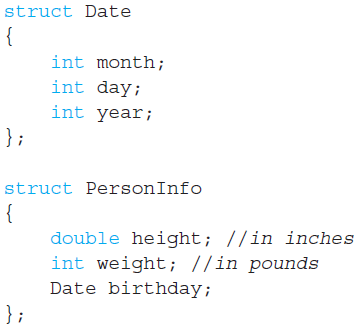 struct Date
{
    int month;
    int day;
    int year;
};

struct PersonInfo
{
    double height; //in inches
    int weight; //in pounds
    Date birthday;
};